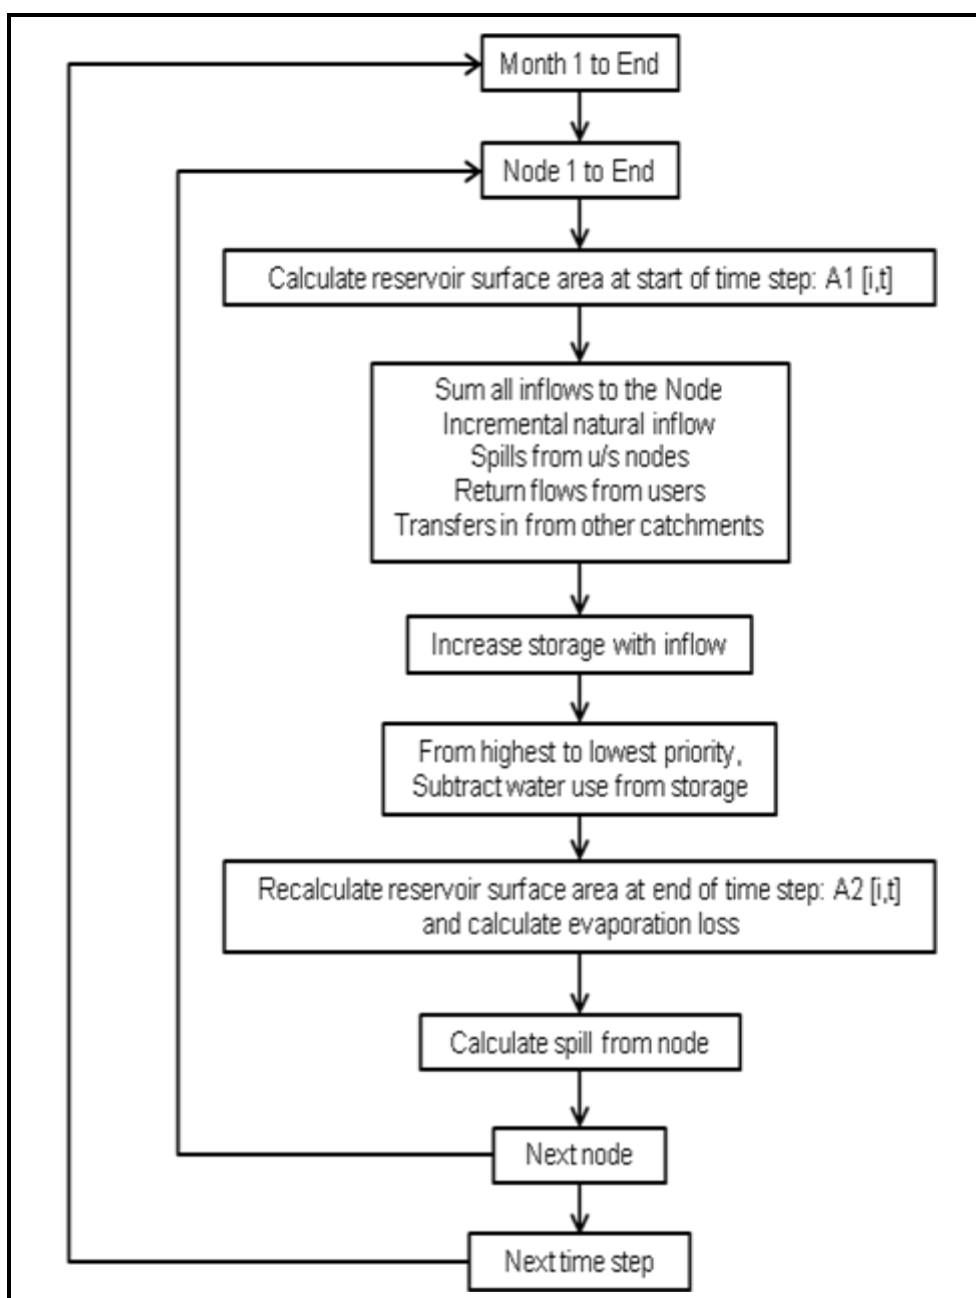 Month 1 to End
Node 1 to End
Calculate reservoir surface area at start of time step: A1 [i,t]
Sum all inflows to the Node
Incremental natural inflow
Spills from u/s nodes
Return flows from users
Transfers in from other catchments
Increase storage with inflow
From highest to lowest priority,
Subtract water use from storage
Recalculate reservoir surface area at end of time step: A2 [i,t]
and calculate evaporation loss
Calculate spill from node
Next node
Next time step